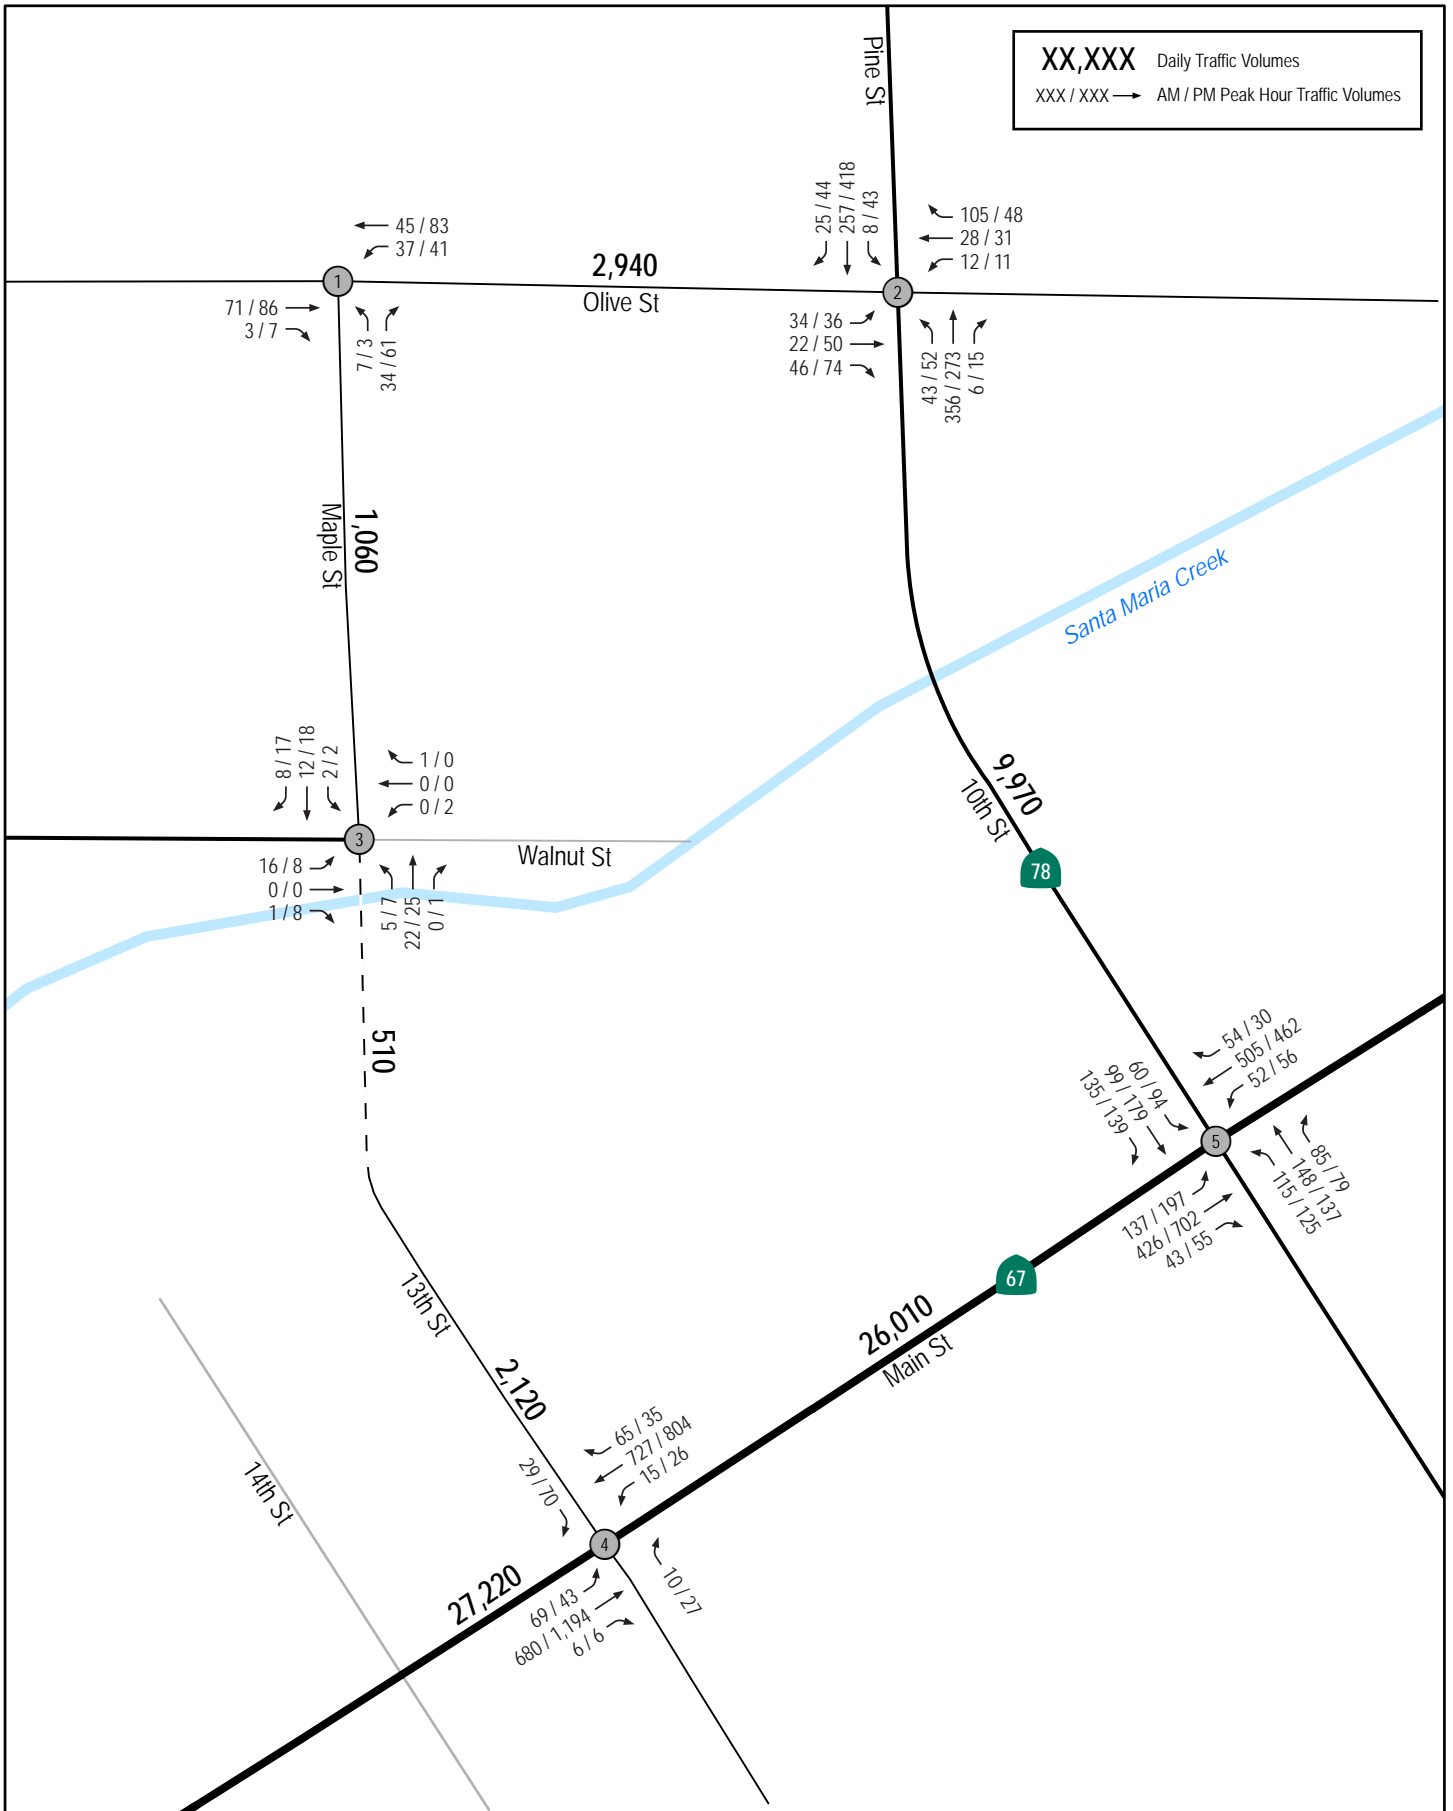 XX,XXX Daily Traffic Volumes
XXX / XXX AM / PM Peak Hour Traffic Volumes
Pine St
25 / 44
257 / 418
8 / 43
105 / 48
28 / 31
12 / 11
45 / 83
37 / 41
1
2,940
Olive St
2
71 / 86
3 / 7
7 / 3
34 / 61
34 / 36
22 / 50
46 / 74
43 / 52
356 / 273
6 / 15
Maple St
1,060
Santa Maria Creek
8 / 17
12 / 18
2 / 2
1 / 0
0 / 0
0 / 2
3
Walnut St
16 / 8
0 / 0
1 / 8
5 / 7
22 / 25
0 / 1
9,970
10th St
78
510
54 / 30
505 / 462
52 / 56
60 / 94
99 / 179
135 / 139
5
85 / 79
148 / 137
115 / 125
137 / 197
426 / 702
43 / 55
67
26,010
Main St
13th St
2,120
65 / 35
727 / 804
15 / 26
29 / 70
14th St
4
27,220
69 / 43
680 / 1,194
6 / 6
10 / 27